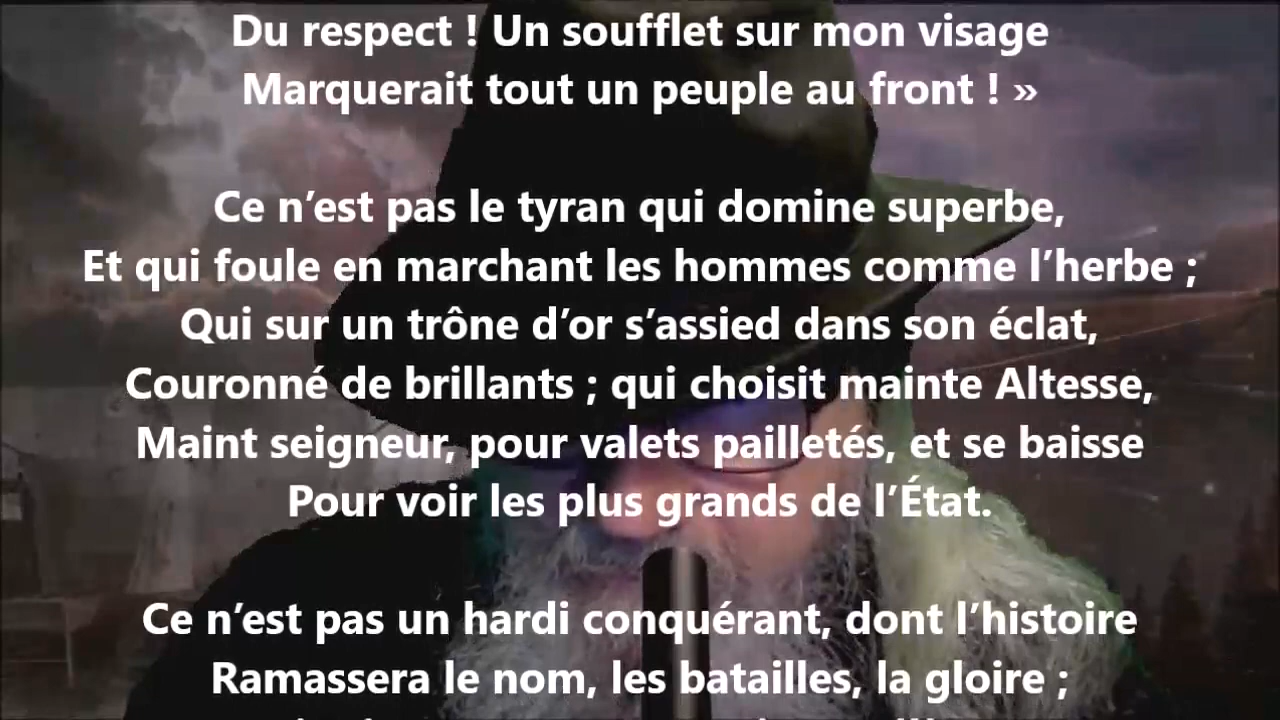 Du respect ! Un soufflet sur mon visage
Marquerait tout un peuple au front ! »
Ce n’est pas le tyran qui domine superbe,
Et qui foule en marchant les hommes comme l’herbe ;
Qui sur un trône d’or s’assied dans son éclat,
Couronné de brillants ; qui choisit mainte Altesse,
Maint seigneur, pour valets pailletés, et se baisse
Pour voir les plus grands de l’État.
Ce n’est pas un hardi conquérant, dont l’histoire
Ramassera le nom, les batailles, la gloire ;